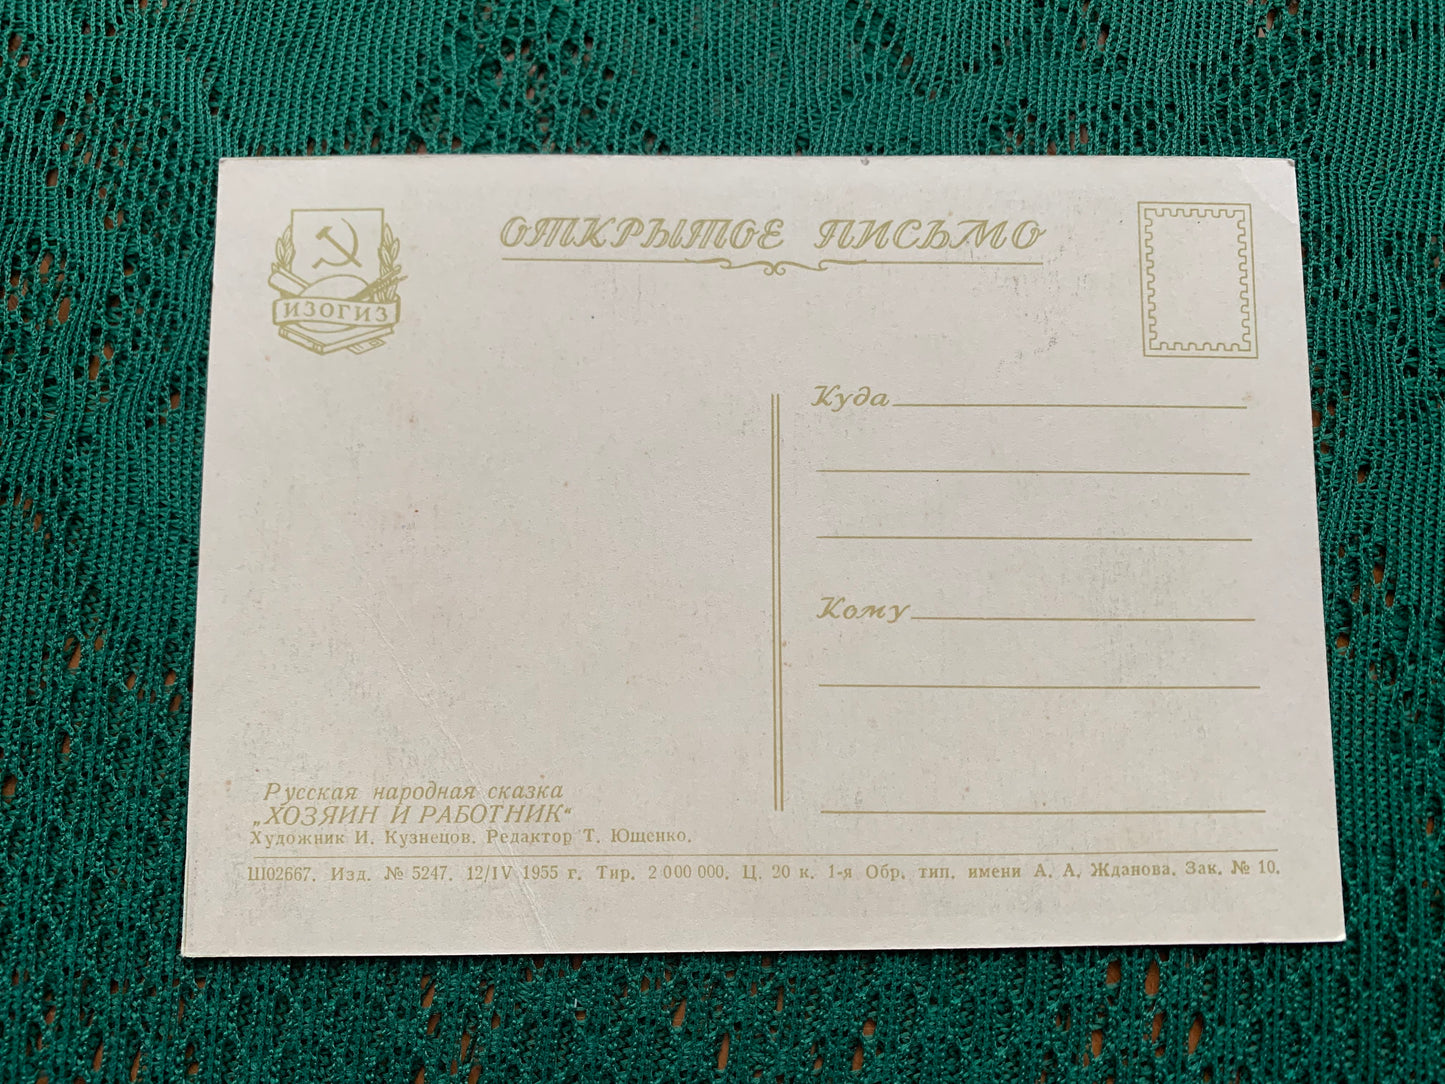 ОТКРЫТОЕ ПИСЬМО
ИЗОГИЗ
Куда
Кому
Русская народная сказка
„ХОЗЯИН И РАБОТНИК“
Художник И. Кузнецов. Редактор Т. Ющенко.
Ш02667. Изд. № 5247. 12/IV 1955 г. Тир. 2 000 000. Ц. 20 к. 1-я Обр. тип. имени А. А. Жданова. Зак. № 10.